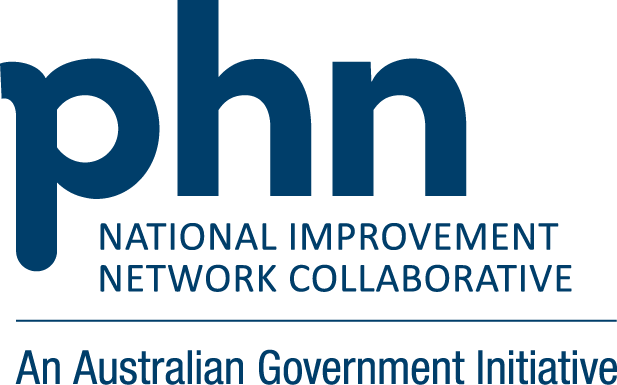 phn
NATIONAL IMPROVEMENT
NETWORK COLLABORATIVE
An Australian Government Initiative